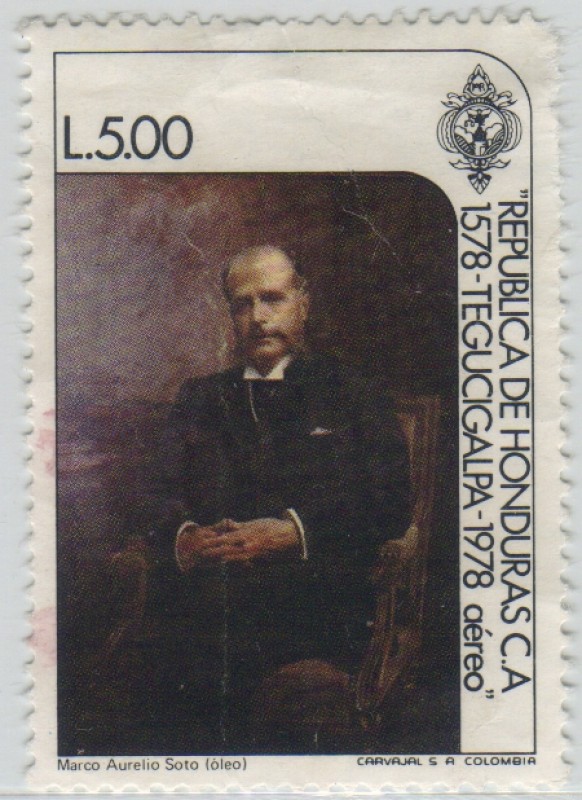 L.5.00
"REPUBLICA DE HONDURAS C.A
1578-TEGUCIGALPA-1978 aéreo"
Marco Aurelio Soto (óleo)
CARVAJAL S A COLOMBIA